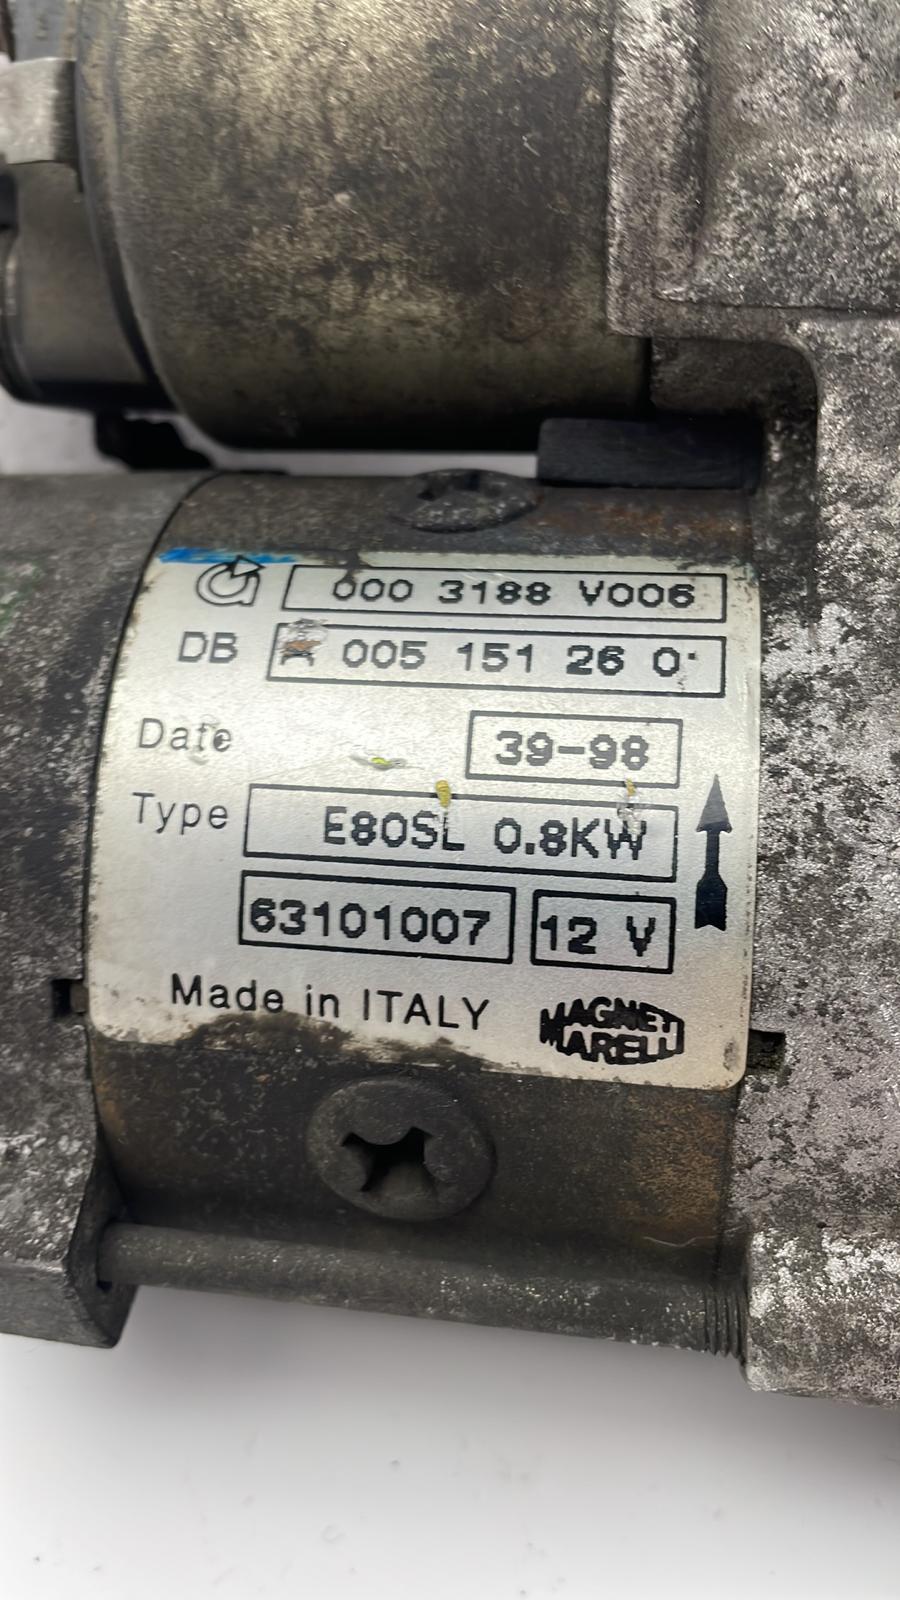 000 3188 V006
DB A 005 151 26 0
Date 39-98
Type E80SL 0.8KW
63101007 12 V
Made in ITALY MAGNETI MARELLI